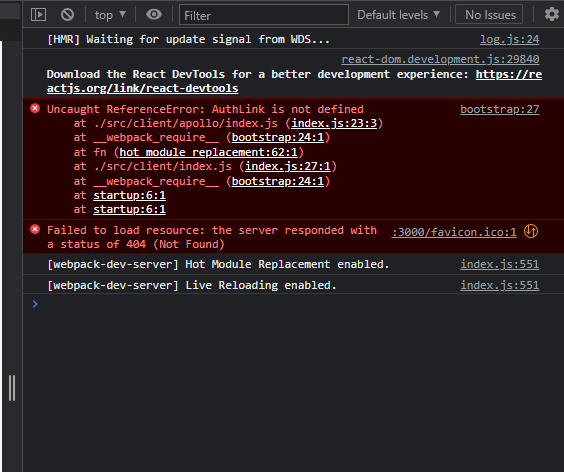 top ▼ Filter Default levels ▼ No Issues
[HMR] Waiting for update signal from WDS... log.js:24
react-dom.development.js:29840
Download the React DevTools for a better development experience: https://re
actjs.org/link/react-devtools
Uncaught ReferenceError: AuthLink is not defined bootstrap:27
at ./src/client/apollo/index.js (index.js:23:3)
at __webpack_require__ (bootstrap:24:1)
at fn (hot module replacement:62:1)
at ./src/client/index.js (index.js:27:1)
at __webpack_require__ (bootstrap:24:1)
at startup:6:1
at startup:6:1
Failed to load resource: the server responded with :3000/favicon.ico:1
a status of 404 (Not Found)
[webpack-dev-server] Hot Module Replacement enabled. index.js:551
[webpack-dev-server] Live Reloading enabled. index.js:551